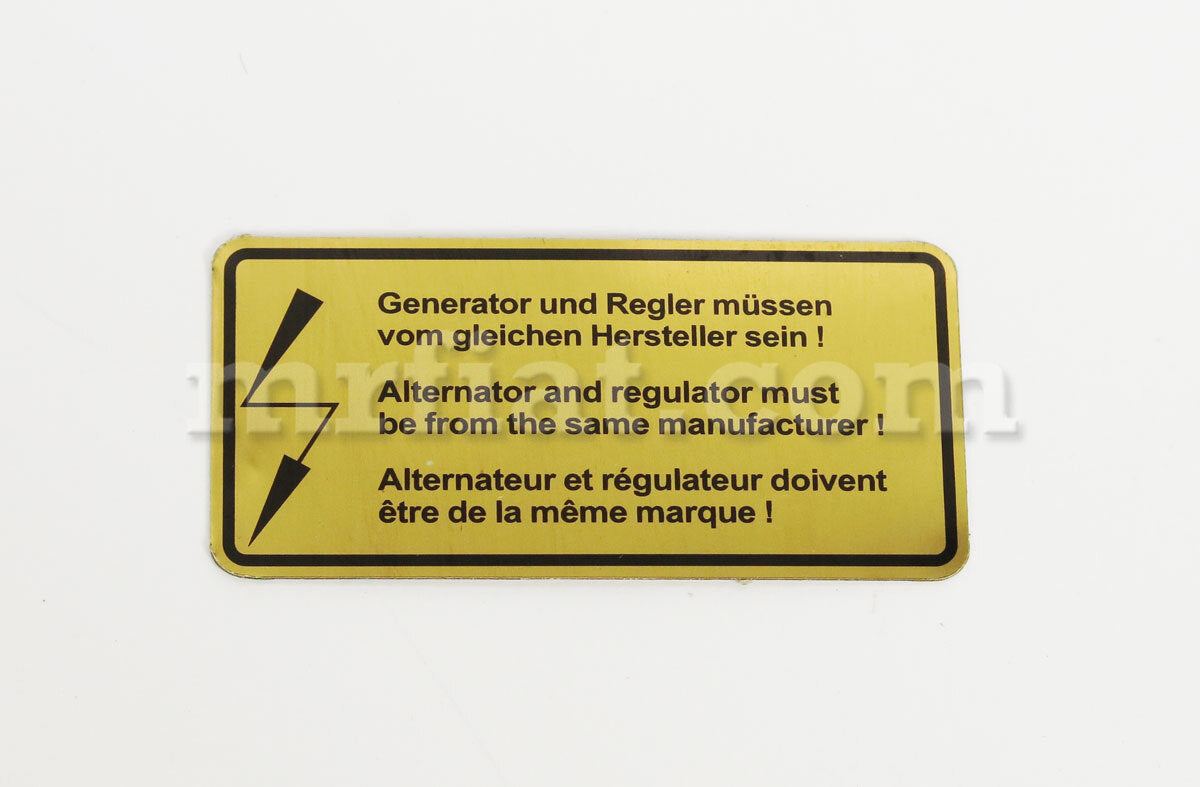 Generator und Regler müssen
vom gleichen Hersteller sein !
Alternator and regulator must
be from the same manufacturer !
Alternateur et régulateur doivent
être de la même marque !
mrfiat.com